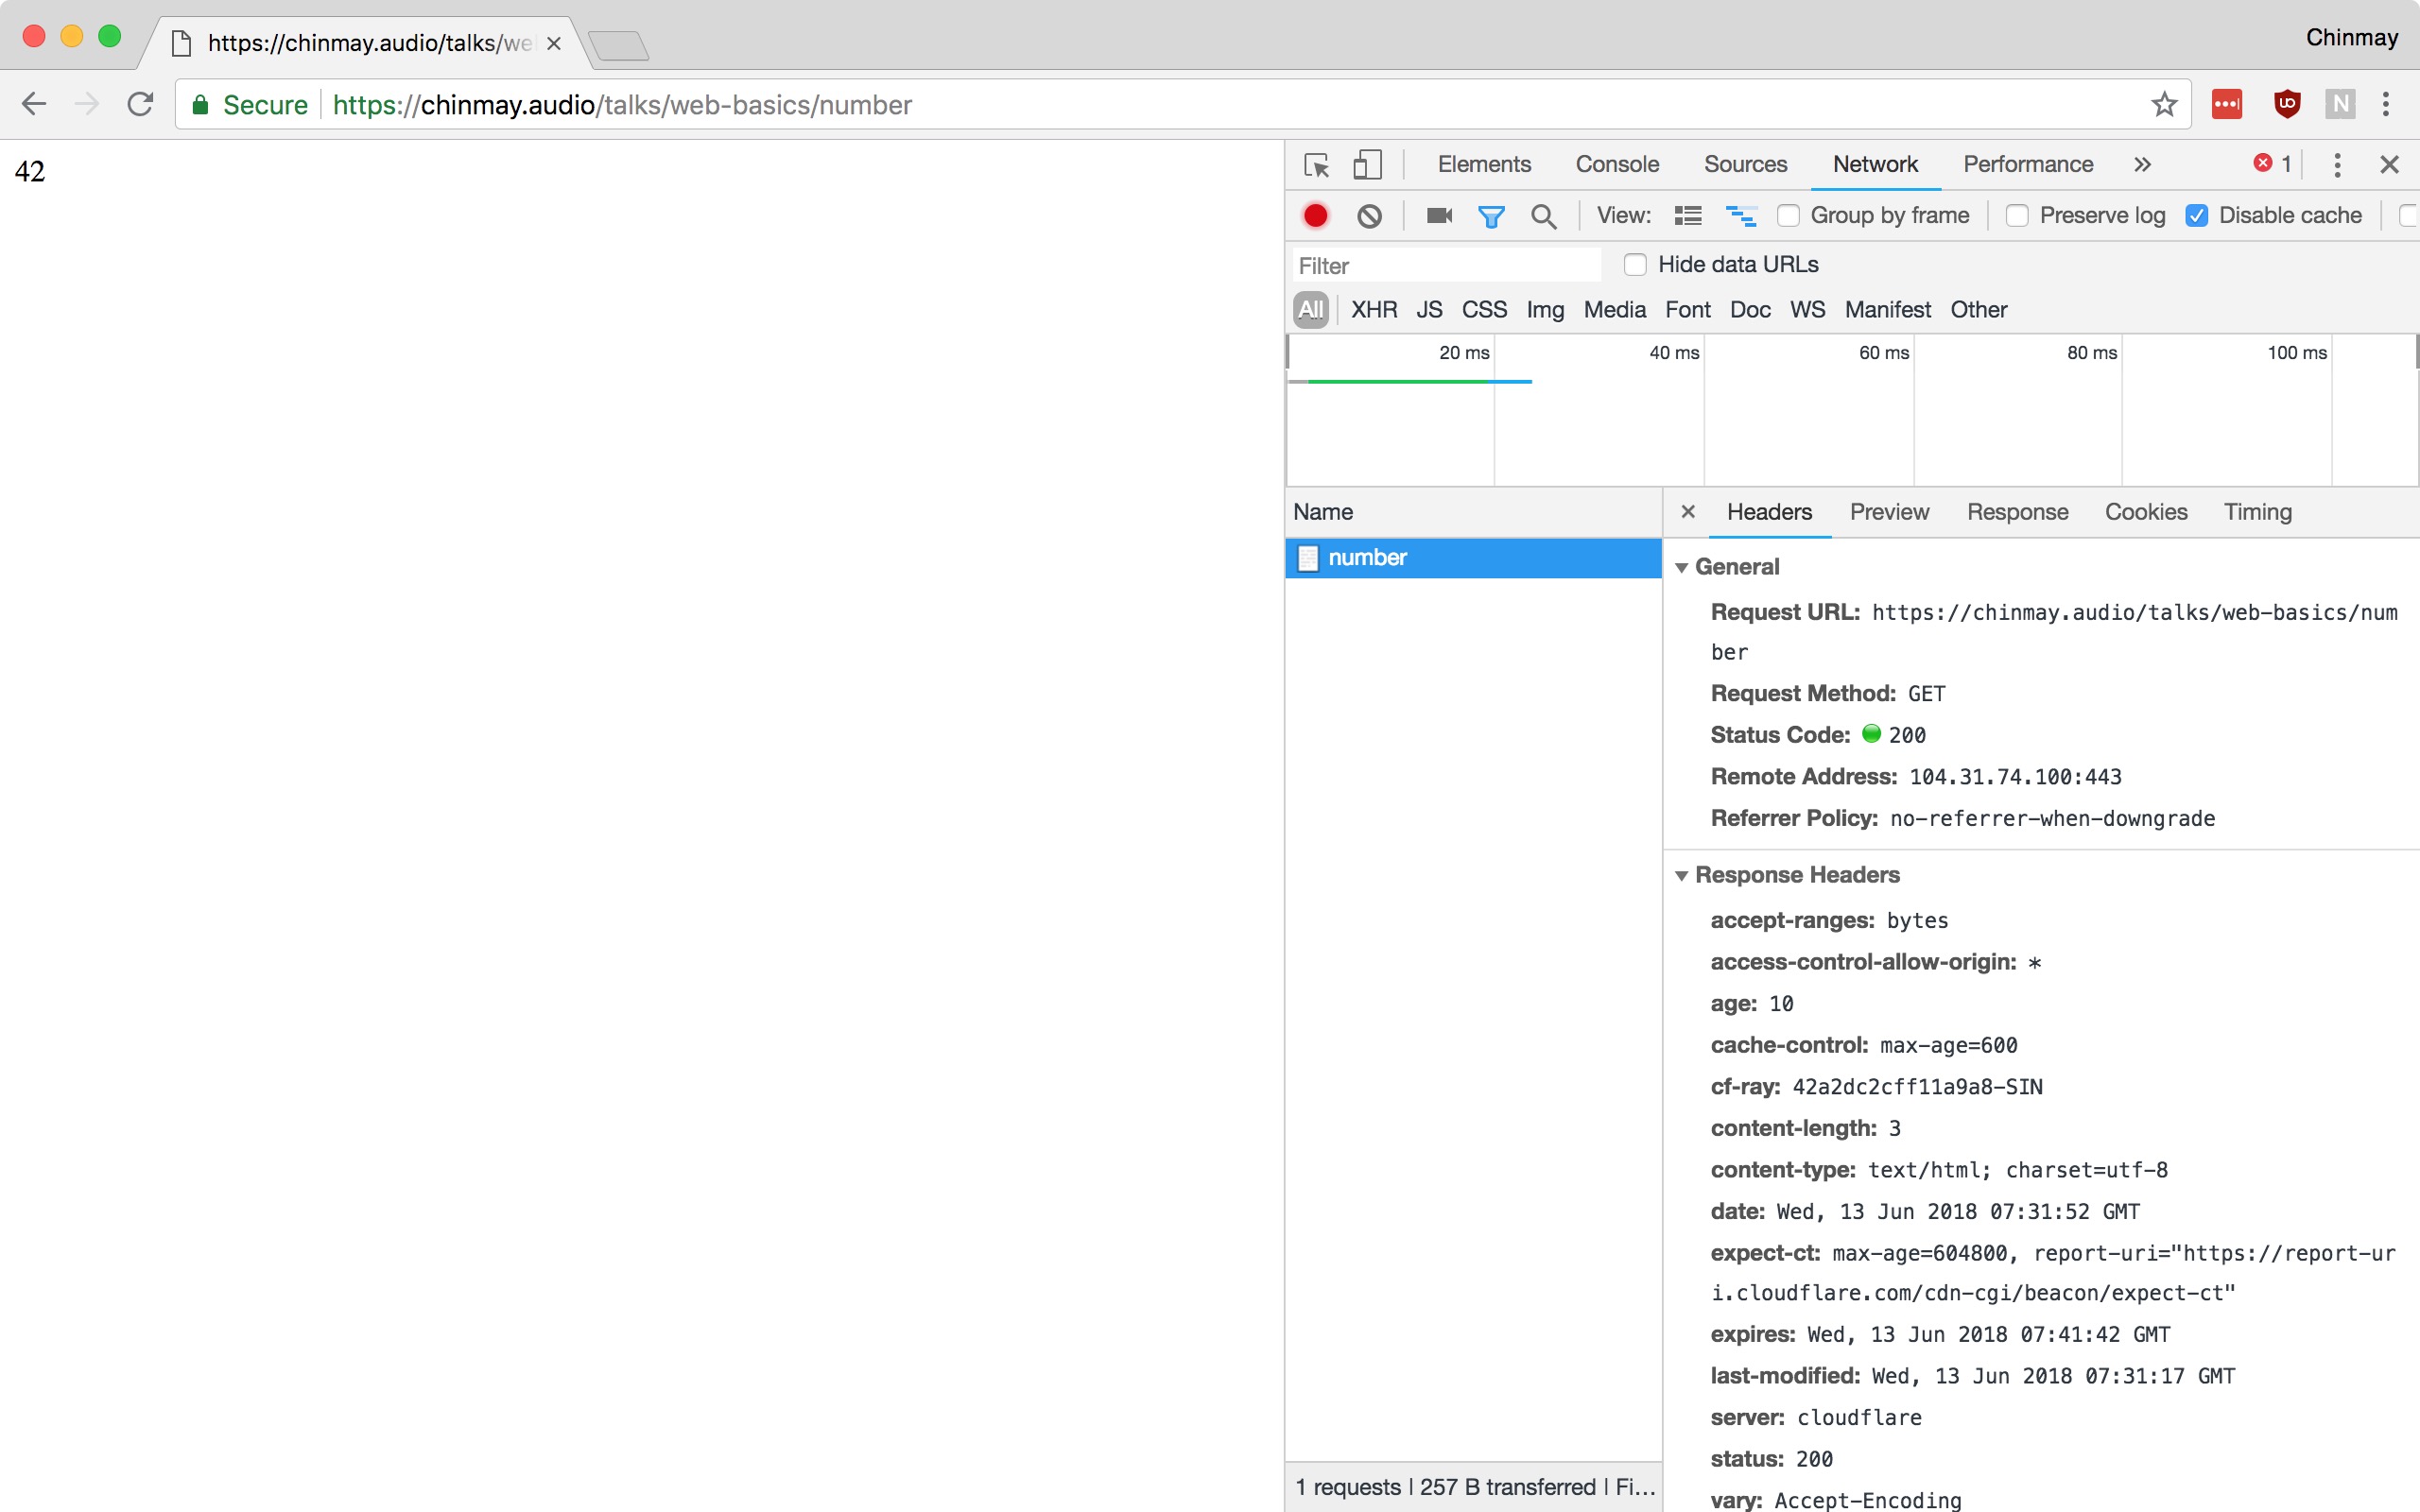 https://chinmay.audio/talks/we
Chinmay
Secure https://chinmay.audio/talks/web-basics/number
N
42
Elements Console Sources Network Performance » 1
View: Group by frame Preserve log Disable cache
Filter Hide data URLs
All XHR JS CSS Img Media Font Doc WS Manifest Other
20 ms 40 ms 60 ms 80 ms 100 ms
Name
number
1 requests | 257 B transferred | Fi...
Headers Preview Response Cookies Timing
General
Request URL: https://chinmay.audio/talks/web-basics/num
ber
Request Method: GET
Status Code: 200
Remote Address: 104.31.74.100:443
Referrer Policy: no-referrer-when-downgrade
Response Headers
accept-ranges: bytes
access-control-allow-origin: *
age: 10
cache-control: max-age=600
cf-ray: 42a2dc2cff11a9a8-SIN
content-length: 3
content-type: text/html; charset=utf-8
date: Wed, 13 Jun 2018 07:31:52 GMT
expect-ct: max-age=604800, report-uri="https://report-ur
i.cloudflare.com/cdn-cgi/beacon/expect-ct"
expires: Wed, 13 Jun 2018 07:41:42 GMT
last-modified: Wed, 13 Jun 2018 07:31:17 GMT
server: cloudflare
status: 200
vary: Accept-Encoding